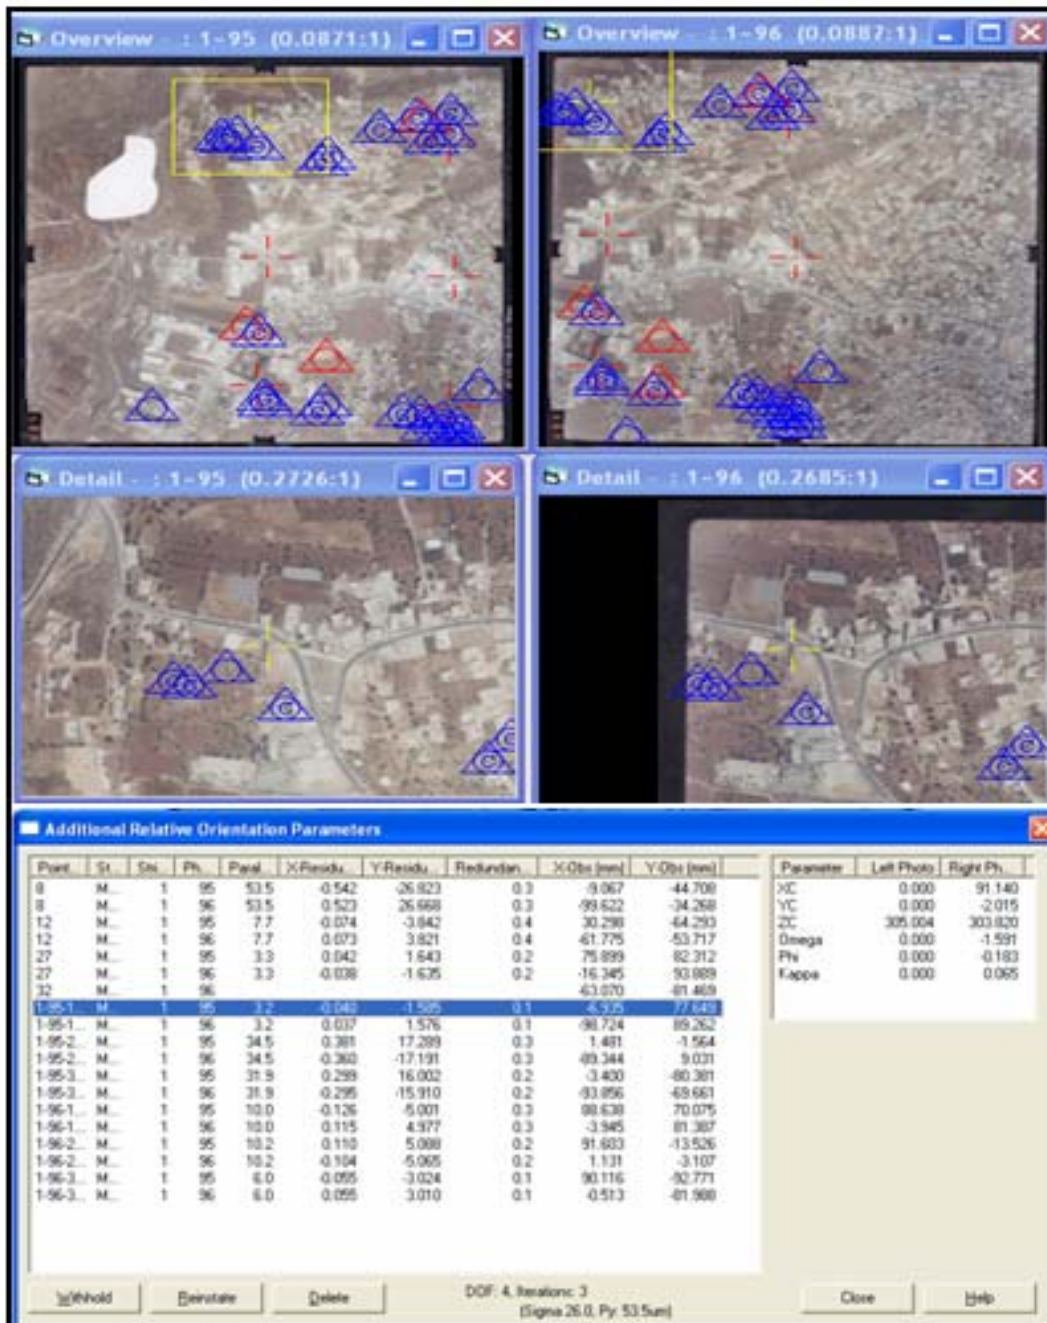 Overview - : 1-95 (0.0871:1)
Overview - : 1-96 (0.0887:1)
Detail - : 1-95 (0.2726:1)
Detail - : 1-96 (0.2685:1)
Additional Relative Orientation Parameters
Point... St... Stri... Ph... Paral... X-Residu... Y-Residu... Redundan... X-Obs (mm) Y-Obs (mm)
8 M... 1 95 53.5 -0.542 -26.823 0.3 -9.067 -44.708
8 M... 1 96 53.5 0.523 26.668 0.3 -99.622 -34.268
12 M... 1 95 7.7 -0.074 -3.842 0.4 30.298 -64.293
12 M... 1 96 7.7 0.073 3.821 0.4 -61.775 -53.717
27 M... 1 95 3.3 0.042 1.643 0.2 75.899 82.312
27 M... 1 96 3.3 -0.038 -1.635 0.2 -16.345 93.889
32 M... 1 96 -63.070 -81.469
1-95-1... M... 1 95 3.2 -0.040 -1.585 0.1 -6.935 77.649
1-95-1... M... 1 96 3.2 0.037 1.576 0.1 -98.724 89.262
1-95-2... M... 1 95 34.5 0.381 17.289 0.3 1.481 -1.564
1-95-2... M... 1 96 34.5 -0.360 -17.191 0.3 -89.344 9.031
1-95-3... M... 1 95 31.9 0.299 16.002 0.2 -3.400 -80.381
1-95-3... M... 1 96 31.9 -0.295 -15.910 0.2 -93.856 -69.661
1-96-1... M... 1 95 10.0 -0.126 -5.001 0.3 88.638 70.075
1-96-1... M... 1 96 10.0 0.115 4.977 0.3 -3.945 81.387
1-96-2... M... 1 95 10.2 0.110 5.088 0.2 91.603 -13.526
1-96-2... M... 1 96 10.2 -0.104 -5.065 0.2 1.131 -3.107
1-96-3... M... 1 95 6.0 -0.055 -3.024 0.1 90.116 -92.771
1-96-3... M... 1 96 6.0 0.055 3.010 0.1 -0.513 -81.988
Parameter Left Photo Right Ph...
XC 0.000 91.140
YC 0.000 -2.015
ZC 305.004 303.820
Omega 0.000 -1.591
Phi 0.000 -0.183
Kappa 0.000 0.065
Withhold Reinstate Delete
DOF: 4, Iterations: 3
(Sigma 26.0, Py: 53.5um)
Close Help